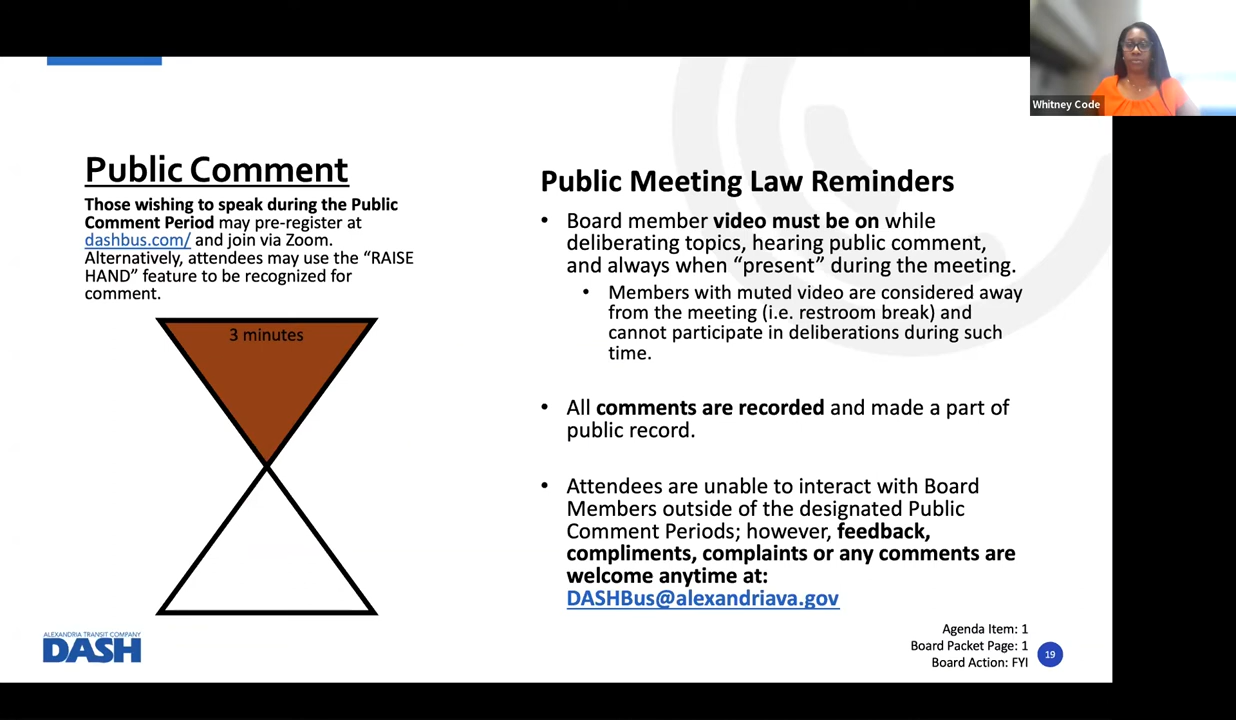 Whitney Code
Public Comment
Those wishing to speak during the Public
Comment Period may pre-register at
dashbus.com/ and join via Zoom.
Alternatively, attendees may use the “RAISE
HAND” feature to be recognized for
comment.
3 minutes
Public Meeting Law Reminders
• Board member video must be on while
deliberating topics, hearing public comment,
and always when “present” during the meeting.
• Members with muted video are considered away
from the meeting (i.e. restroom break) and
cannot participate in deliberations during such
time.
• All comments are recorded and made a part of
public record.
• Attendees are unable to interact with Board
Members outside of the designated Public
Comment Periods; however, feedback,
compliments, complaints or any comments are
welcome anytime at:
DASHBus@alexandriava.gov
ALEXANDRIA TRANSIT COMPANY
DASH
Agenda Item: 1
Board Packet Page: 1
Board Action: FYI
19